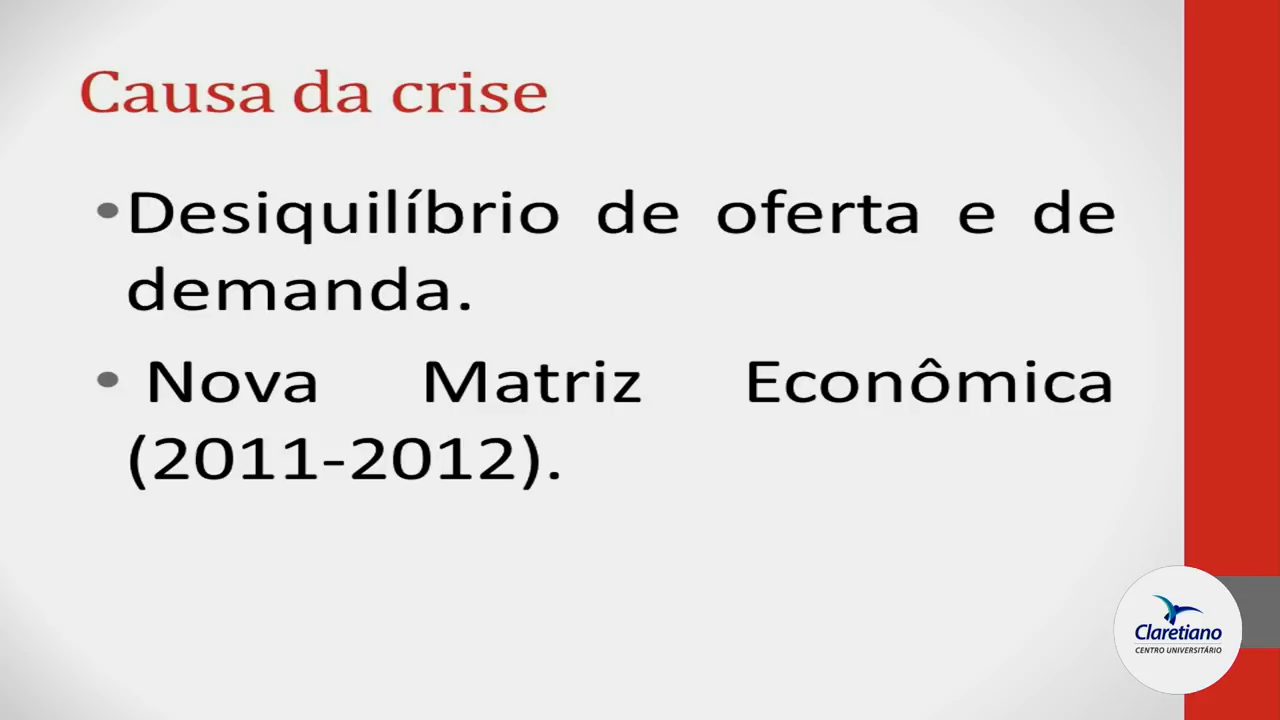 Causa da crise
•Desiquilíbrio de oferta e de
demanda.
• Nova Matriz Econômica
(2011-2012).
Claretiano
CENTRO UNIVERSITÁRIO